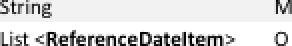 String M
List <ReferenceDateItem> O